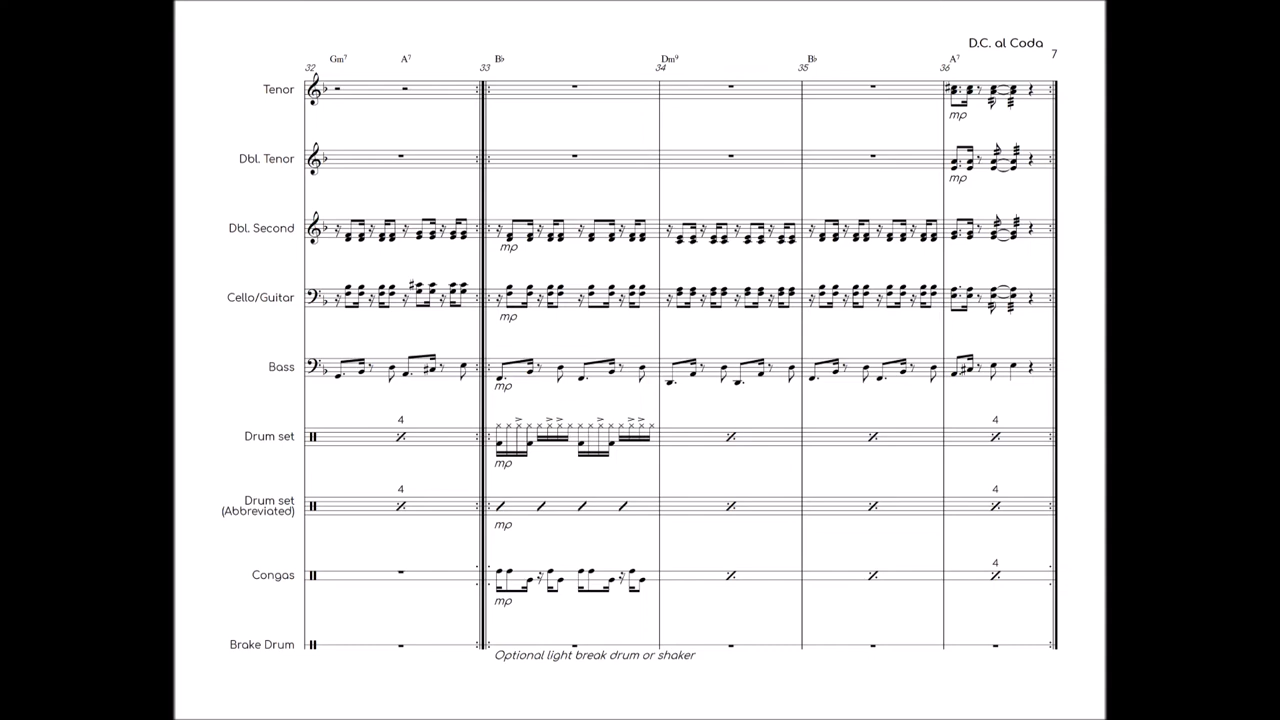 D.C. al Coda
7
Gm7 A7 B♭ Dm9 B♭ A7
32 33 34 35 36
Tenor
mp
Dbl. Tenor
mp
Dbl. Second
mp
Cello/Guitar
mp
Bass
mp
4 4
Drum set
mp
4 4
Drum set
(Abbreviated)
mp
4
Congas
mp
Brake Drum
Optional light break drum or shaker